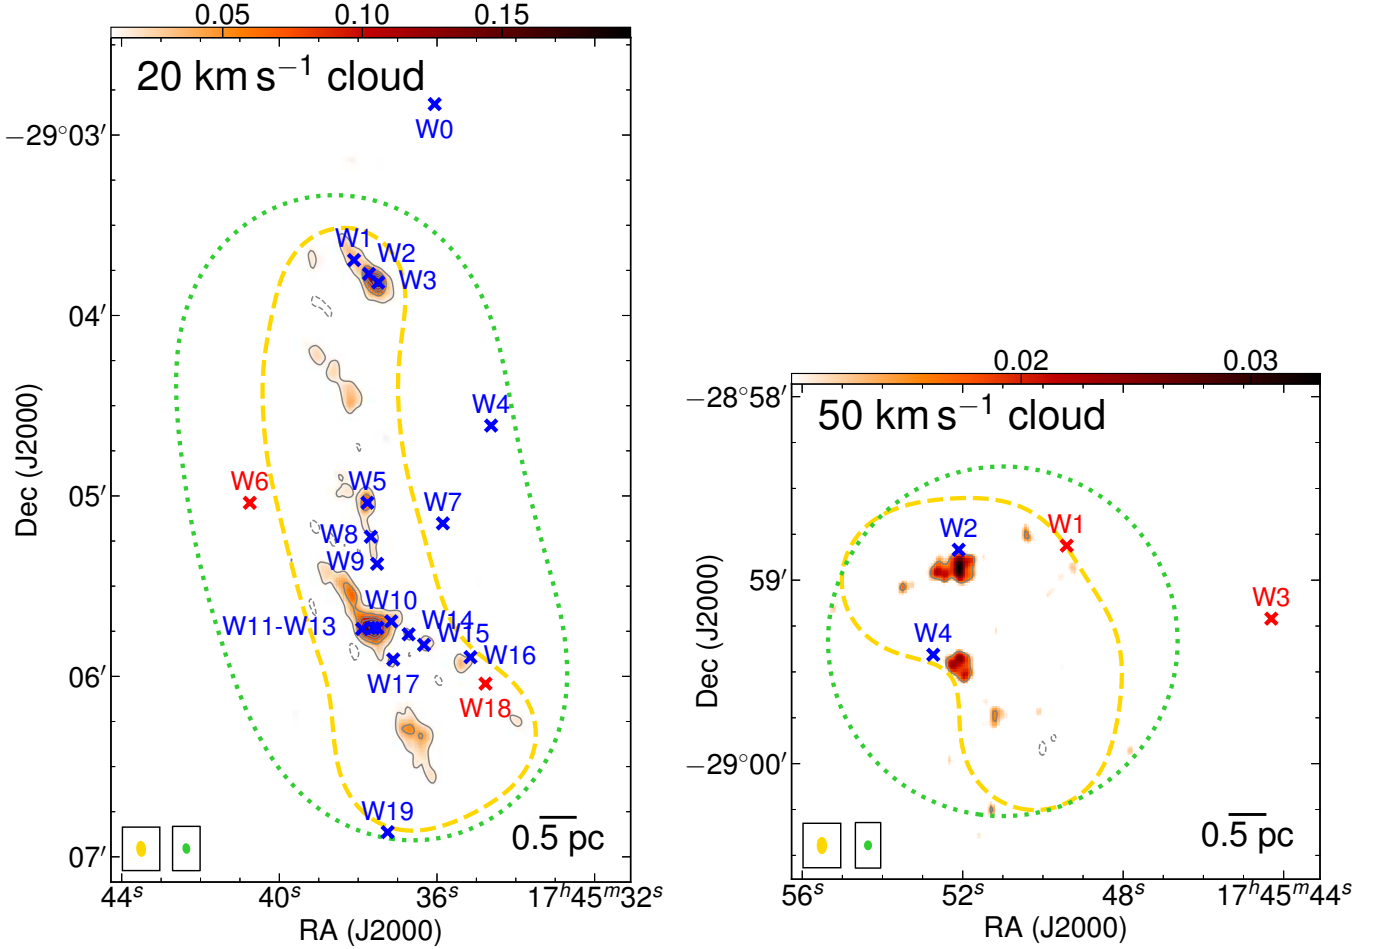 0.05 0.10 0.15
20 km s−1 cloud
W0
−29°03′
W1
W2
W3
04′
W4
W6
W5
05′
W7
W8
W9
W10
W11-W13
W14
W15
W16
W17
06′
W18
W19
0.5 pc
07′
44s 40s 36s 17h45m32s
RA (J2000)
Dec (J2000)
0.02 0.03
−28°58′
50 km s−1 cloud
W2
W1
59′
W3
W4
−29°00′
0.5 pc
56s 52s 48s 17h45m44s
RA (J2000)
Dec (J2000)